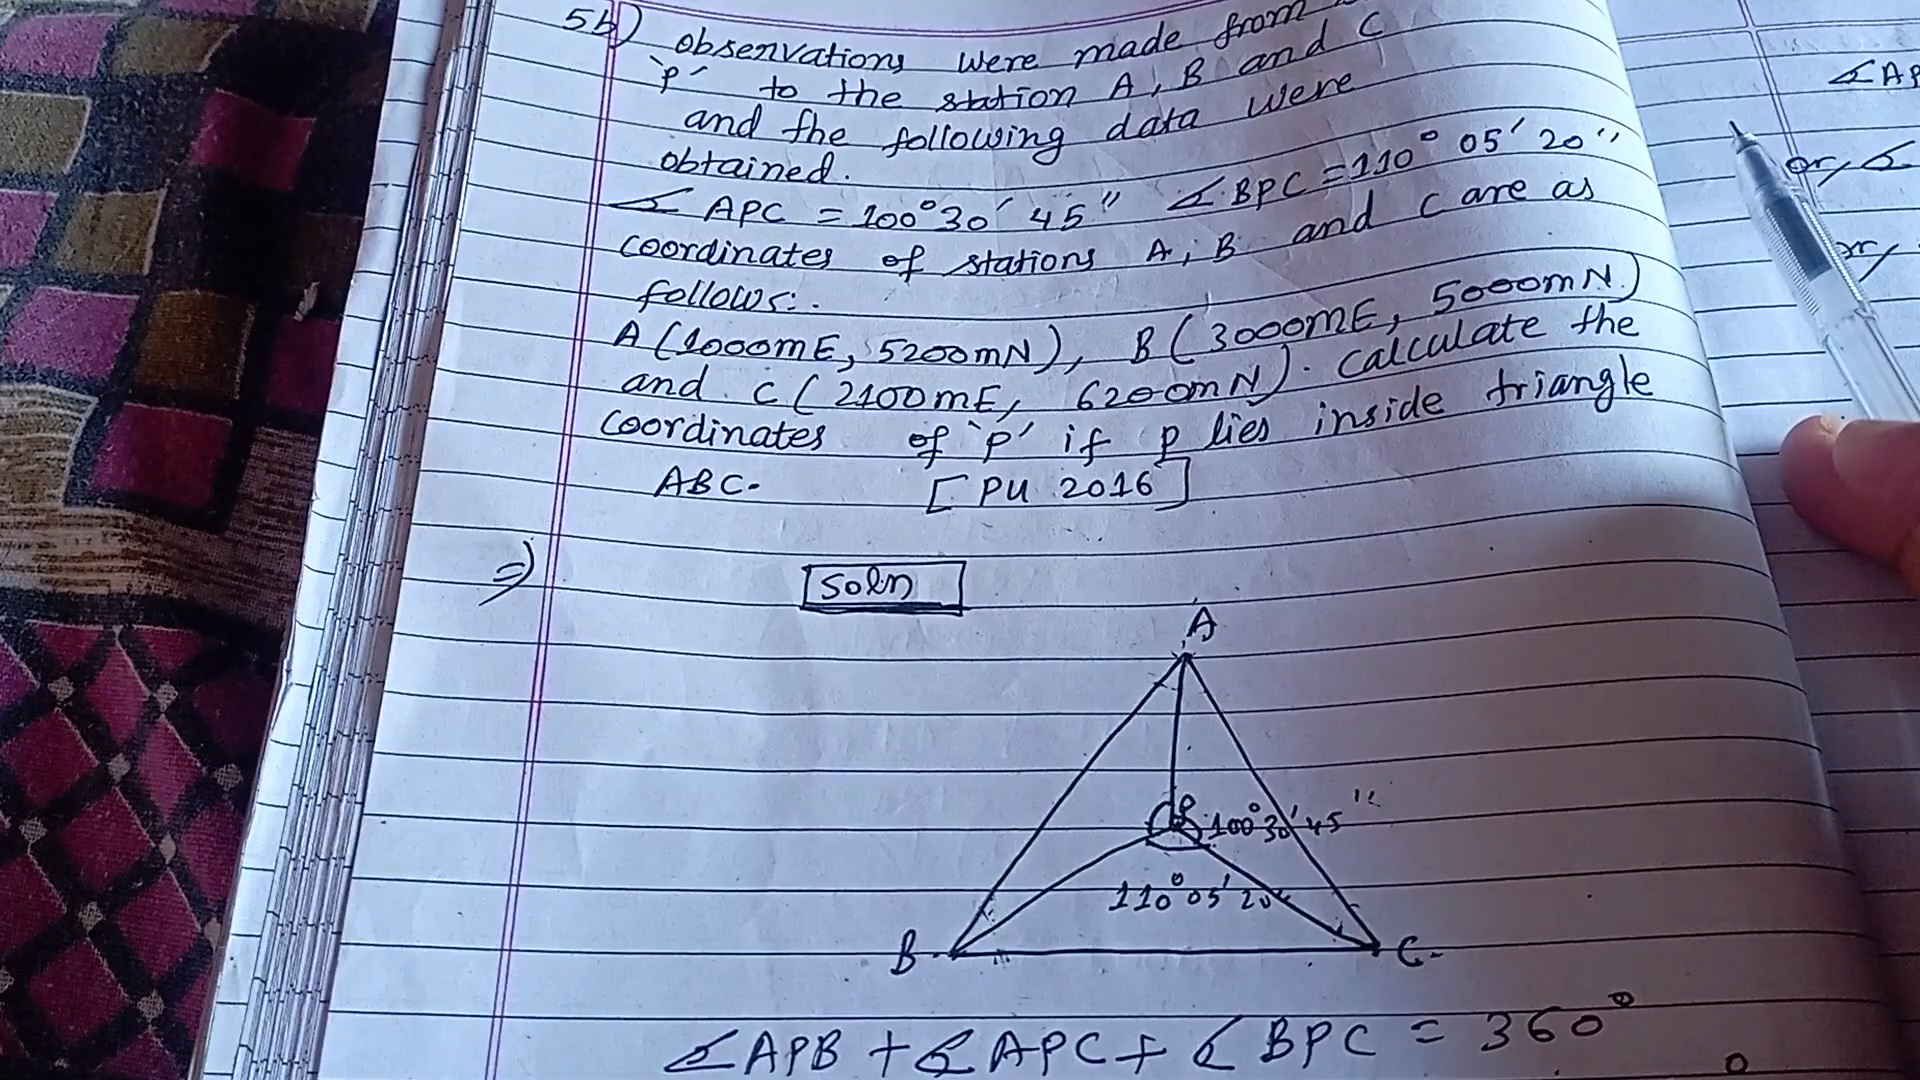 5b) observations were made from
'P' to the station A, B and C
and the following data were
obtained.
∡ APC = 100° 30' 45" ∡ BPC = 110° 05' 20"
coordinates of stations A, B and C are as
follows:.
A (1000mE, 5200mN), B (3000mE, 5000mN)
and C (2100mE, 6200mN). Calculate the
coordinates of 'P' if P lies inside triangle
ABC. [PU 2016]
=> Soln
A
P 100° 30' 45"
110° 05' 20"
B C
∡APB + ∡APC + ∡BPC = 360°
∡AP
or, ∡
or,